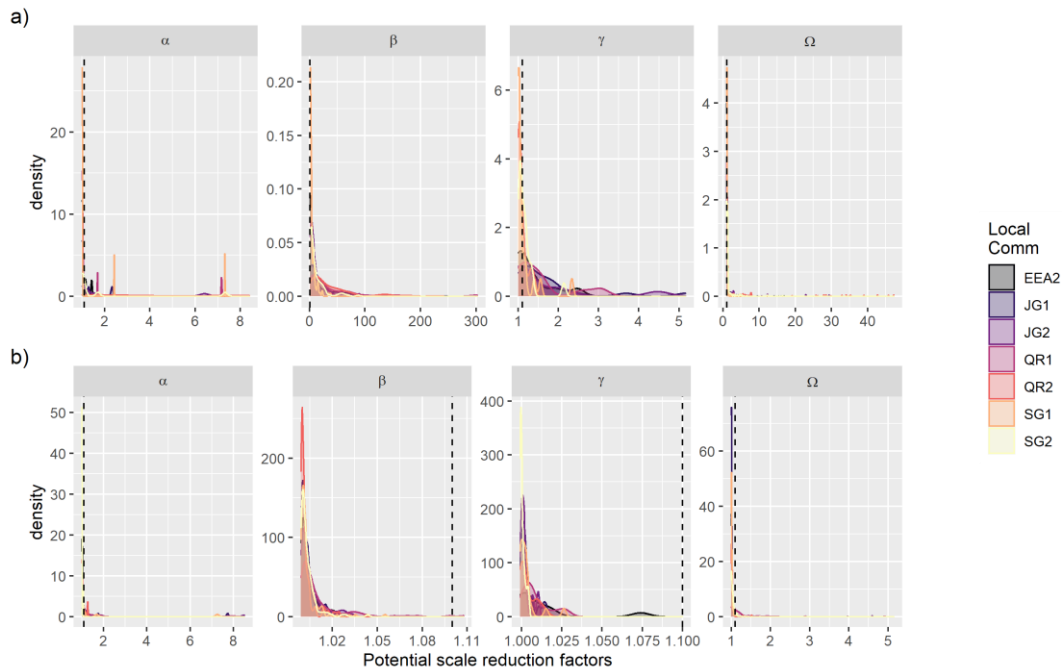 a)
α β γ Ω
density
20
10
0
2 4 6 8
0.20
0.15
0.10
0.05
0.00
0 100 200 300
6
4
2
0
1 2 3 4 5
4
3
2
1
0
0 10 20 30 40
b)
α β γ Ω
density
50
40
30
20
10
0
2 4 6 8
200
100
0
1.02 1.05 1.08 1.11
400
300
200
100
0
1.000 1.025 1.050 1.075 1.100
60
40
20
0
1 2 3 4 5
Potential scale reduction factors
Local
Comm
EEA2
JG1
JG2
QR1
QR2
SG1
SG2